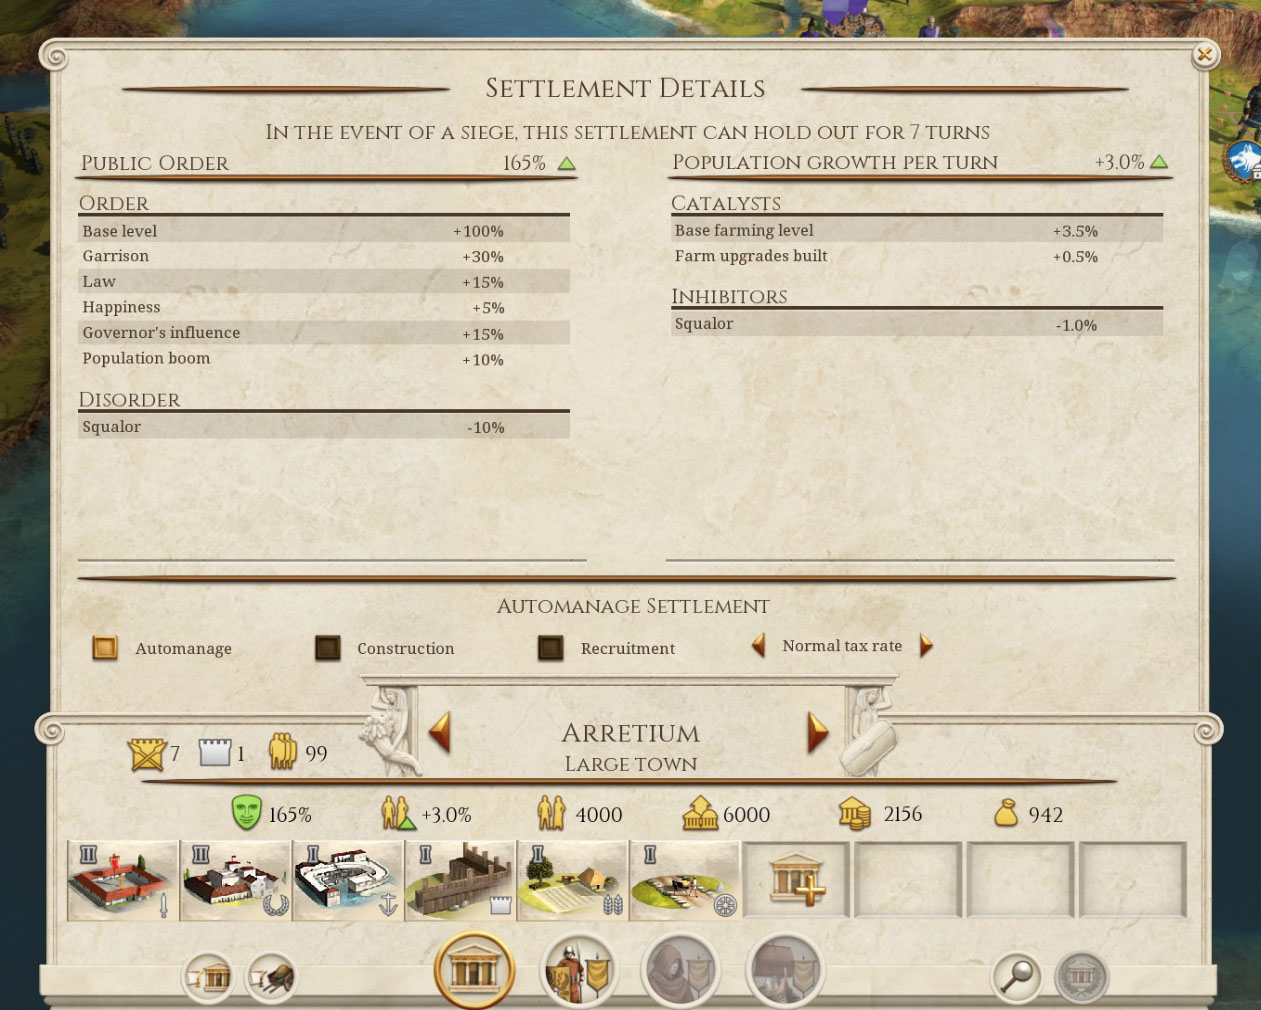 Settlement Details
In the event of a siege, this settlement can hold out for 7 turns
Public Order 165%
Order
Base level +100%
Garrison +30%
Law +15%
Happiness +5%
Governor's influence +15%
Population boom +10%
Disorder
Squalor -10%
Population growth per turn +3.0%
Catalysts
Base farming level +3.5%
Farm upgrades built +0.5%
Inhibitors
Squalor -1.0%
Automanage Settlement
Automanage Construction Recruitment Normal tax rate
Arretium
Large town
7 1 99
165% +3.0% 4000 6000 2156 942
II II I I I I